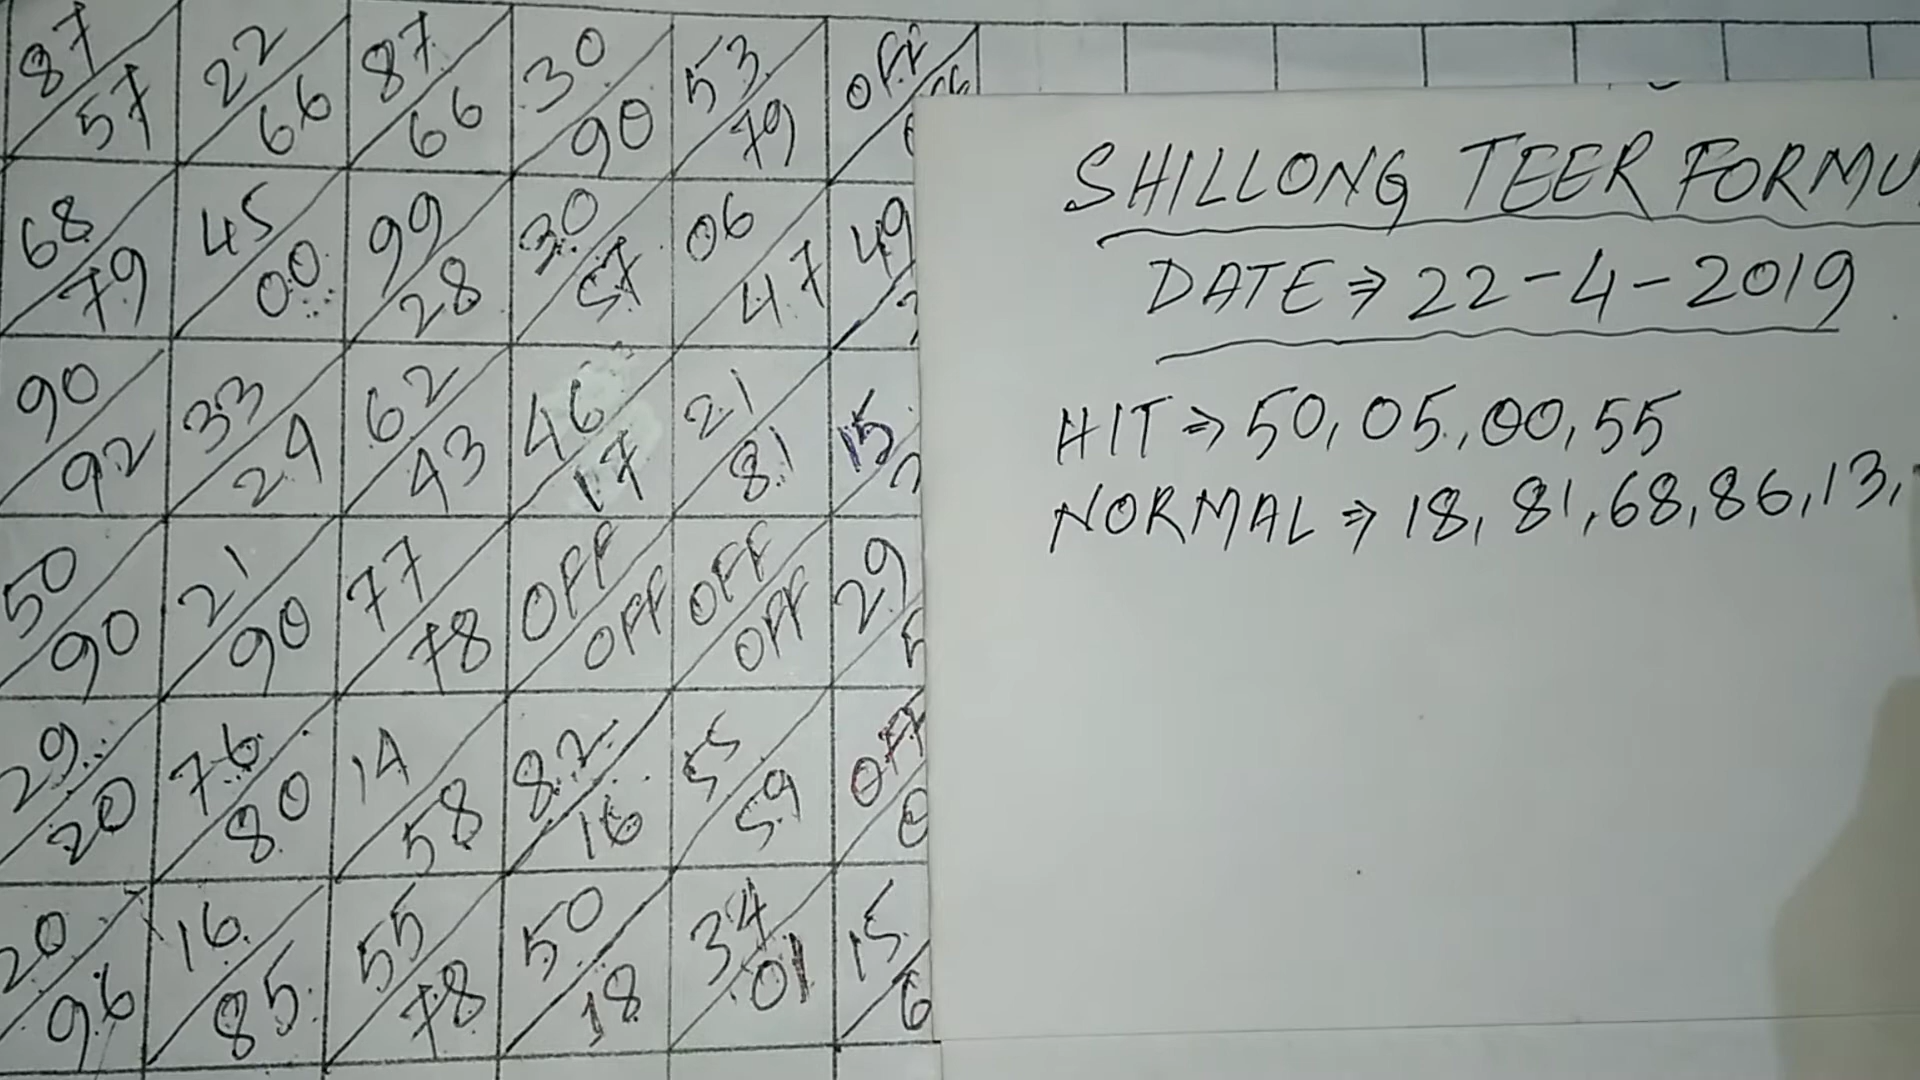 87/57 22/66 87/66 30/90 53/79 OFF
68/79 45/00 99/28 30/57 06/47 49
90/92 33/29 62/43 46/17 21/81 15
50/90 21/90 77/78 OFF/OFF OFF/OFF 29
29/20 76/80 14/58 82/16 55/59 OFF
20/96 16/85 55/78 50/18 34/01 15
SHILLONG TEER FORMU
DATE ⇒ 22-4-2019
HIT ⇒ 50, 05, 00, 55
NORMAL ⇒ 18, 81, 68, 86, 13,